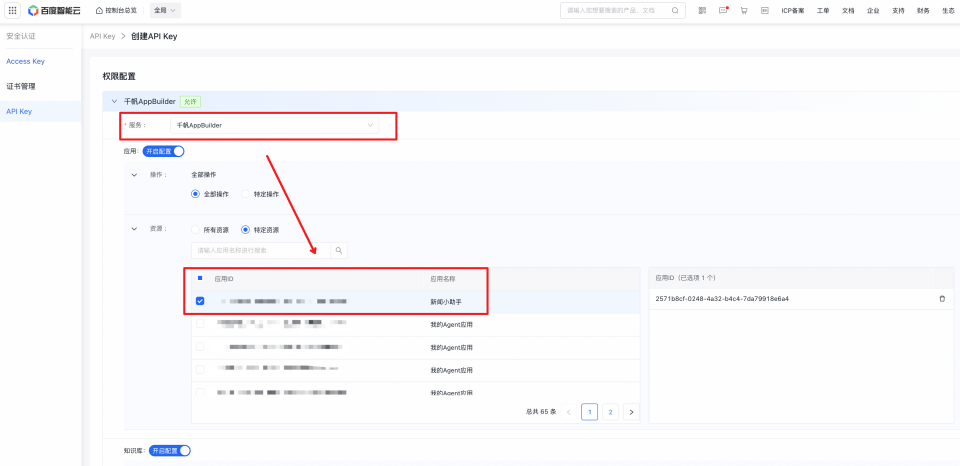 百度智能云 控制台总览 全局 请输入您想要搜索的产品、文档 ICP备案 工单 文档 企业 支持 财务 生态
安全认证
API Key > 创建API Key
Access Key
证书管理
API Key
权限配置
千帆AppBuilder 允许
* 服务： 千帆AppBuilder
应用: 开启配置
操作： 全部操作
全部操作 特定操作
资源： 所有资源 特定资源
请输入应用名称进行搜索
应用ID 应用名称
新闻小助手
我的Agent应用
我的Agent应用
我的Agent应用
我的Agent应用
总共 65 条 < 1 2 >
应用ID（已选项 1 个）
2571b8cf-0248-4a32-b4c4-7da79918e6a4
知识库: 开启配置